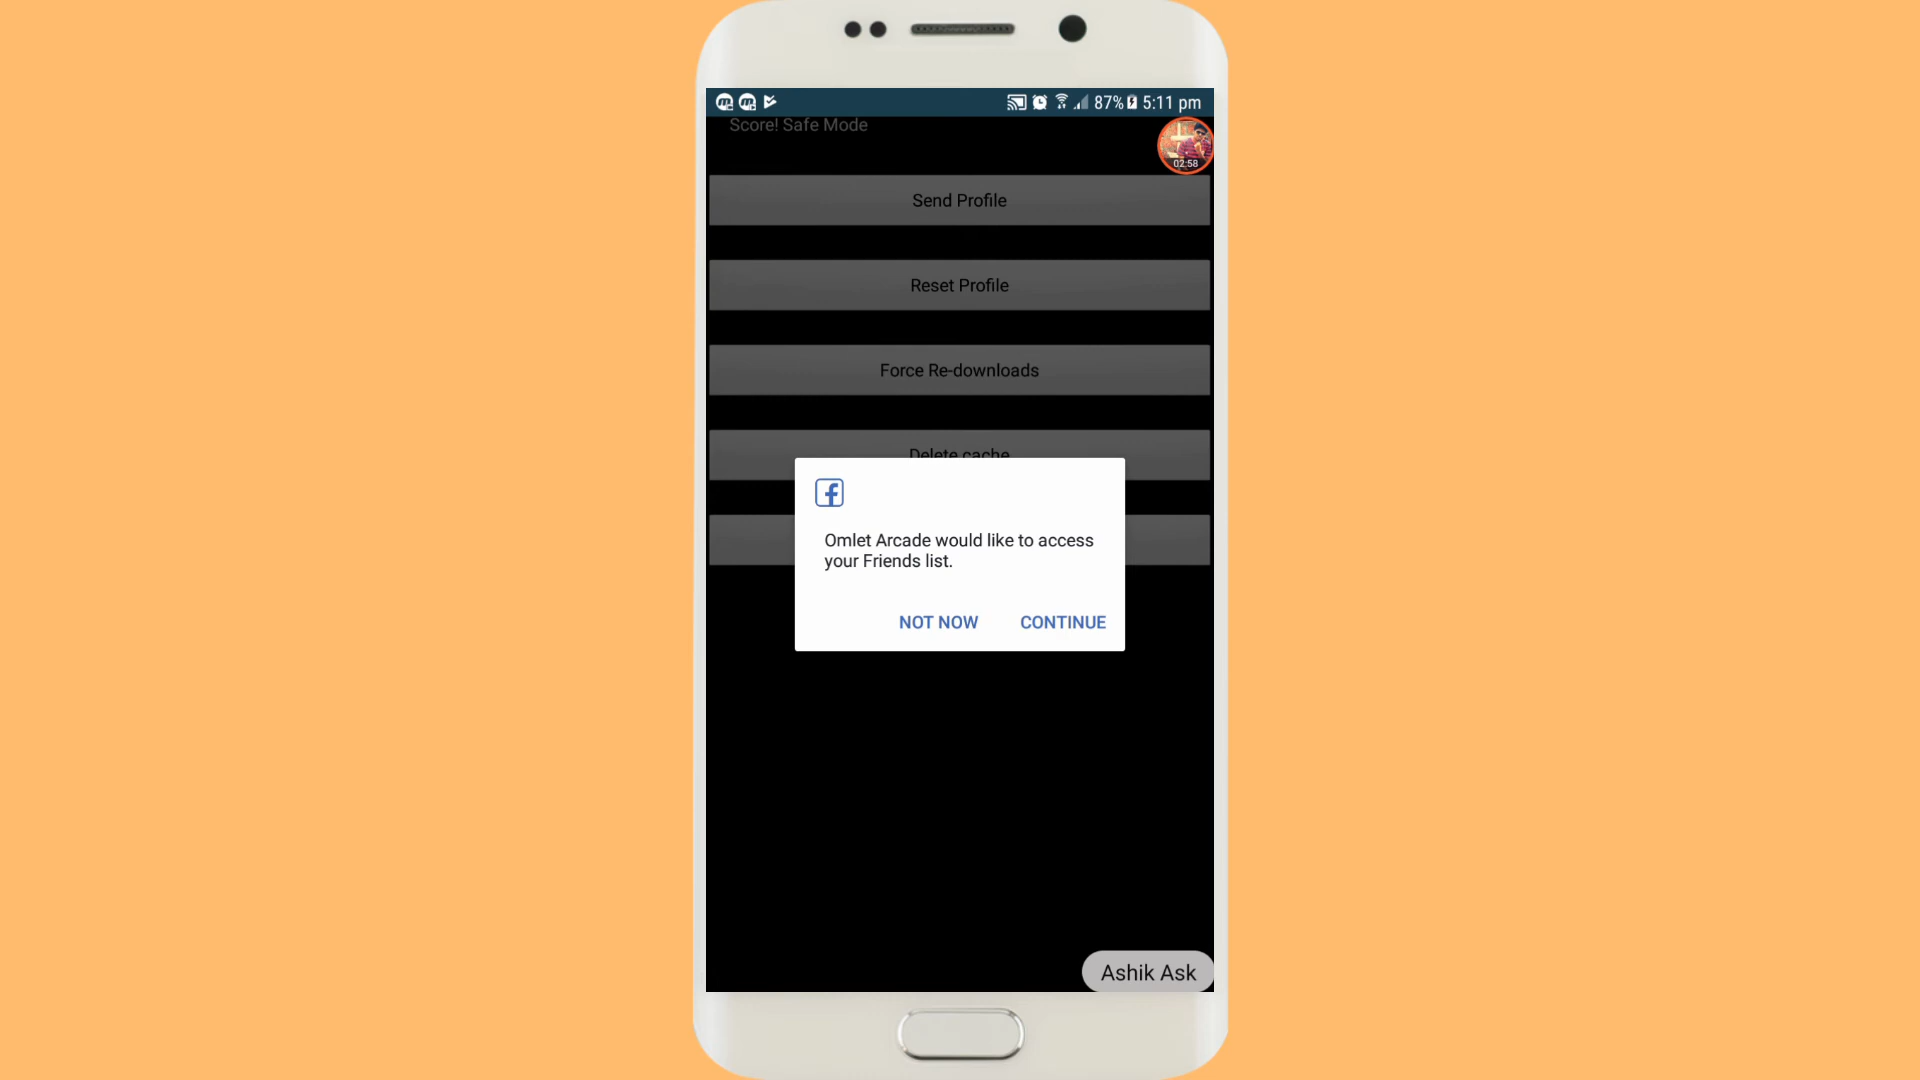 87% 5:11 pm
Score! Safe Mode
02:58
Send Profile
Reset Profile
Force Re-downloads
Delete cache
Omlet Arcade would like to access
your Friends list.
NOT NOW CONTINUE
Ashik Ask